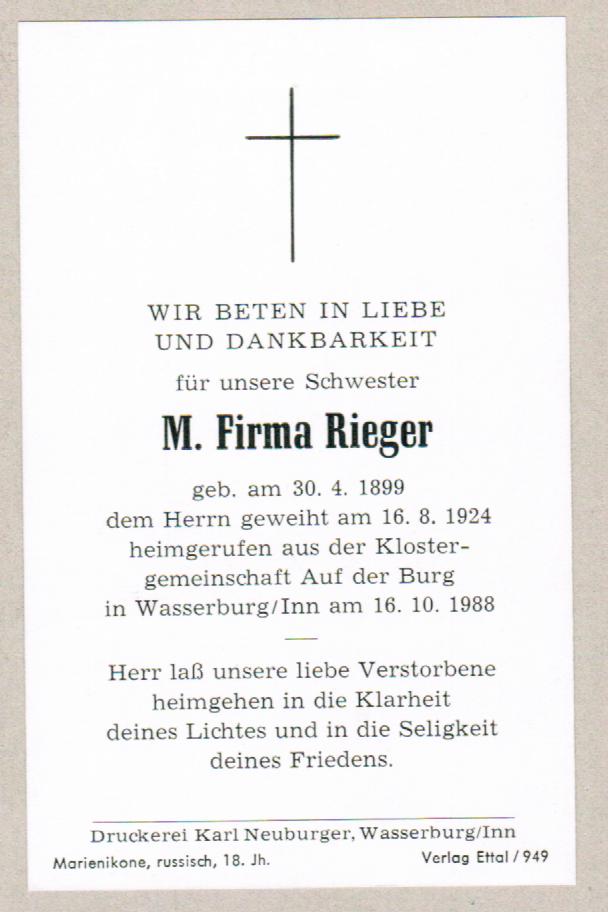 WIR BETEN IN LIEBE
UND DANKBARKEIT
für unsere Schwester
M. Firma Rieger
geb. am 30. 4. 1899
dem Herrn geweiht am 16. 8. 1924
heimgerufen aus der Kloster-
gemeinschaft Auf der Burg
in Wasserburg/Inn am 16. 10. 1988
Herr laß unsere liebe Verstorbene
heimgehen in die Klarheit
deines Lichtes und in die Seligkeit
deines Friedens.
Druckerei Karl Neuburger, Wasserburg/Inn
Marienikone, russisch, 18. Jh. Verlag Ettal / 949